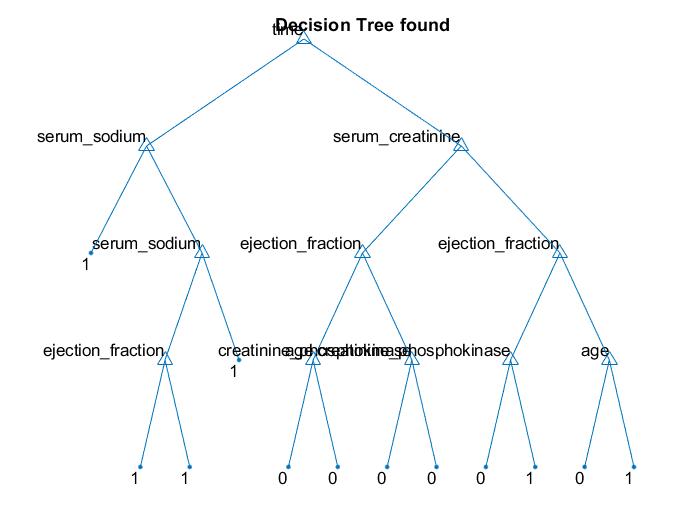 Decision Tree found
time
serum_sodium
serum_creatinine
serum_sodium
ejection_fraction
ejection_fraction
1
ejection_fraction
age
creatinine_phosphokinase
creatinine_phosphokinase
age
1
1
1
0
0
0
0
0
1
0
1